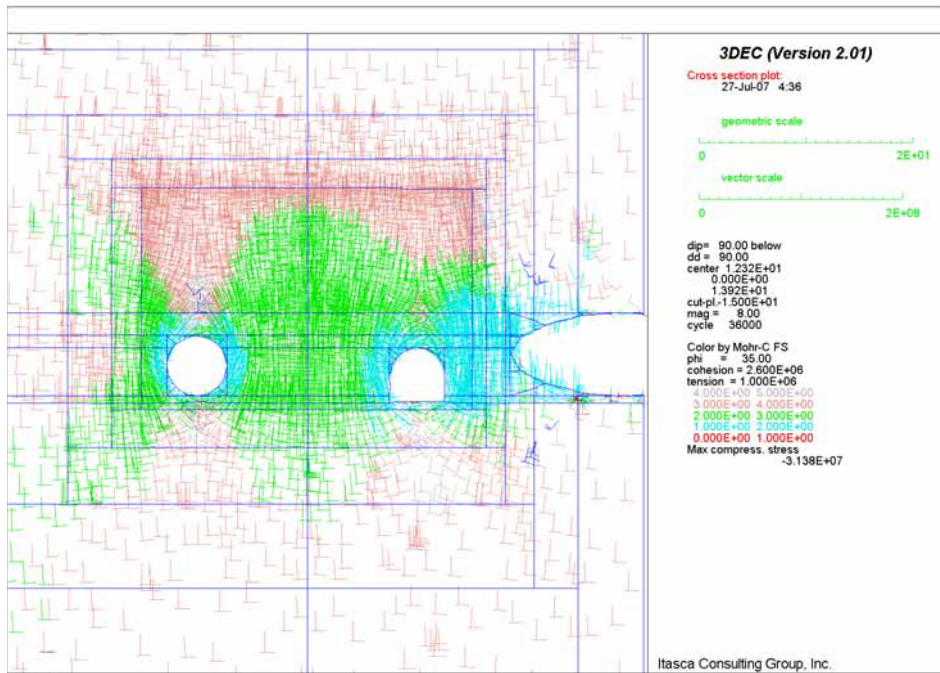 3DEC (Version 2.01)
Cross section plot:
27-Jul-07 4:36
geometric scale
0 2E+01
vector scale
0 2E+08
dip= 90.00 below
dd = 90.00
center 1.232E+01
0.000E+00
1.392E+01
cut-pl.-1.500E+01
mag = 8.00
cycle 36000
Color by Mohr-C FS
phi = 35.00
cohesion = 2.600E+06
tension = 1.000E+06
4.000E+00 5.000E+00
3.000E+00 4.000E+00
2.000E+00 3.000E+00
1.000E+00 2.000E+00
0.000E+00 1.000E+00
Max compress. stress
-3.138E+07
Itasca Consulting Group, Inc.